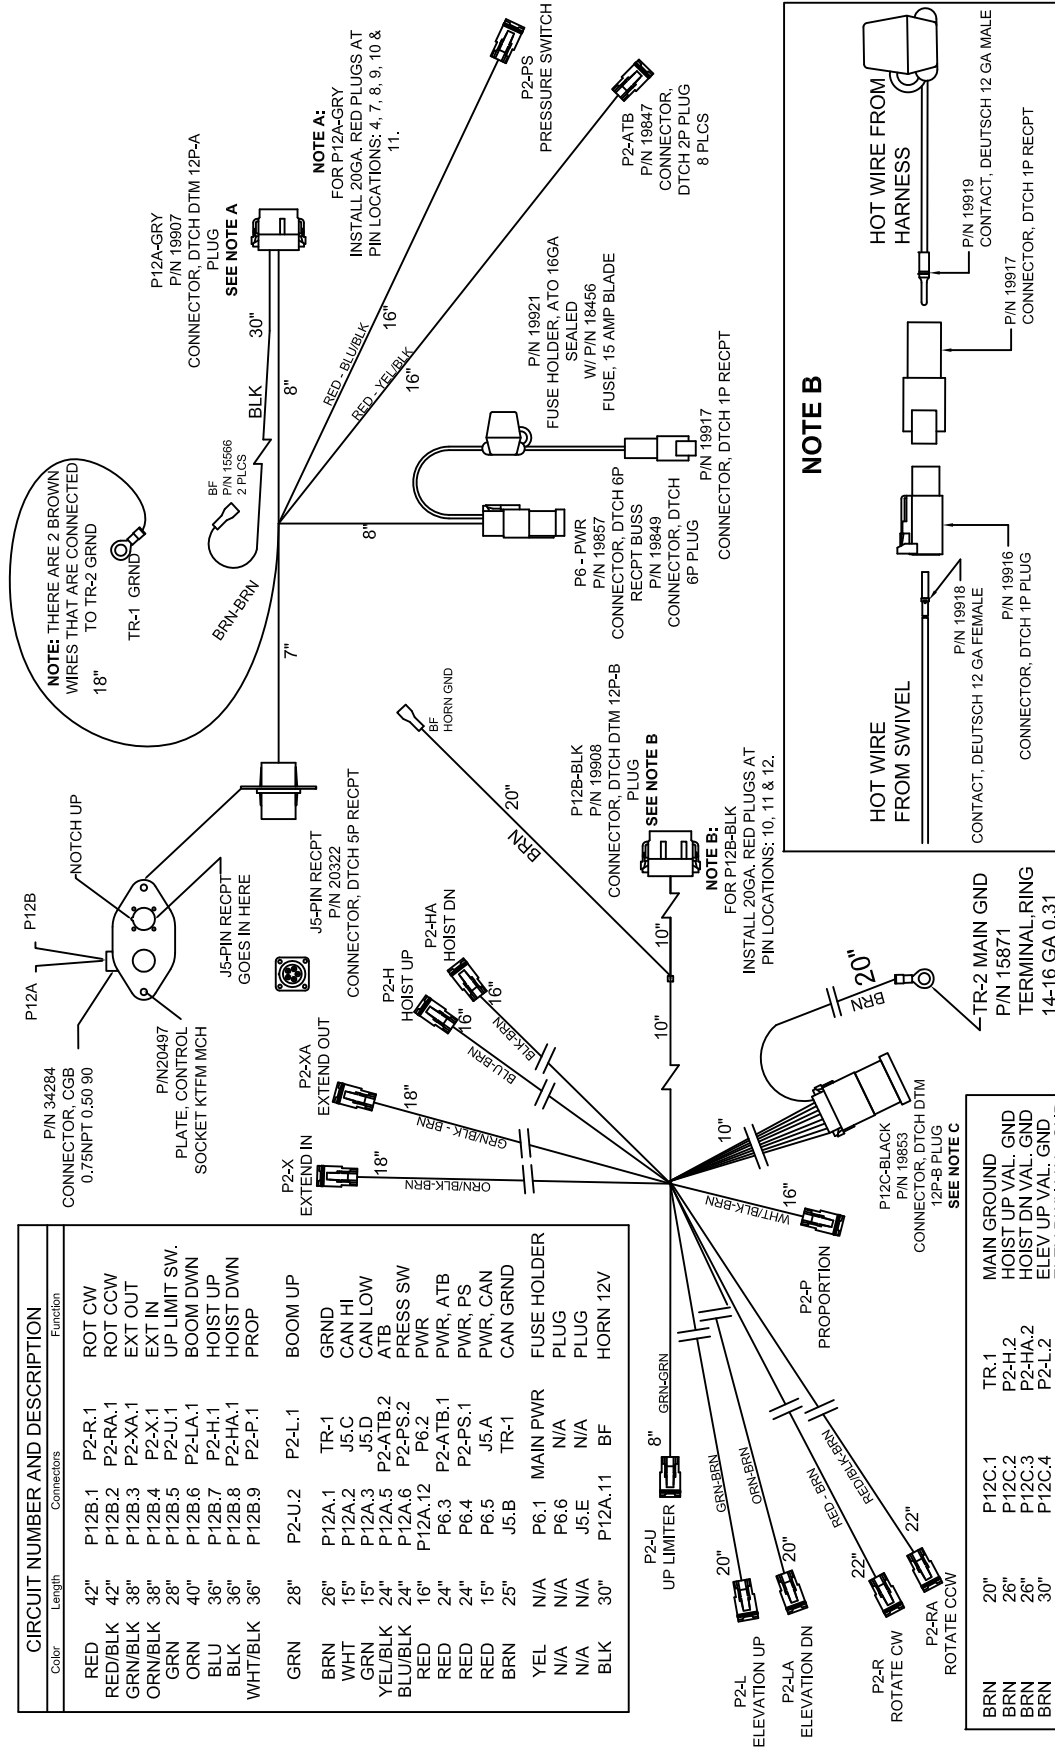 CIRCUIT NUMBER AND DESCRIPTION
Color Length Connectors Function
RED 42" P12B.1 P2-R.1 ROT CW
RED/BLK 42" P12B.2 P2-RA.1 ROT CCW
GRN/BLK 38" P12B.3 P2-XA.1 EXT OUT
ORN/BLK 38" P12B.4 P2-X.1 EXT IN
GRN 28" P12B.5 P2-U.1 UP LIMIT SW.
ORN 40" P12B.6 P2-LA.1 BOOM DWN
BLU 36" P12B.7 P2-H.1 HOIST UP
BLK 36" P12B.8 P2-HA.1 HOIST DWN
WHT/BLK 36" P12B.9 P2-P.1 PROP
GRN 28" P2-U.2 P2-L.1 BOOM UP
BRN 26" P12A.1 TR-1 GRND
WHT 15" P12A.2 J5.C CAN HI
GRN 15" P12A.3 J5.D CAN LOW
YEL/BLK 24" P12A.5 P2-ATB.2 ATB
BLU/BLK 24" P12A.6 P2-PS.2 PRESS SW
RED 16" P12A.12 P6.2 PWR
RED 24" P6.3 P2-ATB.1 PWR, ATB
RED 24" P6.4 P2-PS.1 PWR, PS
RED 15" P6.5 J5.A PWR, CAN
BRN 25" J5.B TR-1 CAN GRND
YEL N/A P6.1 MAIN PWR FUSE HOLDER
N/A N/A P6.6 N/A PLUG
N/A N/A J5.E N/A PLUG
BLK 30" P12A.11 BF HORN 12V
P/N 34284
CONNECTOR, CGB
0.75NPT 0.50 90
P12A
P12B
NOTCH UP
P/N20497
PLATE, CONTROL
SOCKET KTFM MCH
J5-PIN RECPT
GOES IN HERE
J5-PIN RECPT
P/N 20322
CONNECTOR, DTCH 5P RECPT
NOTE: THERE ARE 2 BROWN
WIRES THAT ARE CONNECTED
TO TR-2 GRND
18"
TR-1 GRND
BRN-BRN
7"
BF
P/N 15566
2 PLCS
BLK
30"
8"
P12A-GRY
P/N 19907
CONNECTOR, DTCH DTM 12P-A
PLUG
SEE NOTE A
NOTE A:
FOR P12A-GRY
INSTALL 20GA. RED PLUGS AT
PIN LOCATIONS: 4, 7, 8, 9, 10 &
11.
RED - BLU/BLK
16"
RED - YEL/BLK
16"
P2-PS
PRESSURE SWITCH
P2-ATB
P/N 19847
CONNECTOR,
DTCH 2P PLUG
8 PLCS
8"
P/N 19921
FUSE HOLDER, ATO 16GA
SEALED
W/ P/N 18456
FUSE, 15 AMP BLADE
P6 - PWR
P/N 19857
CONNECTOR, DTCH 6P
RECPT BUSS
P/N 19849
CONNECTOR, DTCH
6P PLUG
P/N 19917
CONNECTOR, DTCH 1P RECPT
P2-X
EXTEND IN
18"
ORN/BLK-BRN
P2-XA
EXTEND OUT
18"
GRN/BLK - BRN
P2-H
HOIST UP
16"
BLU-BRN
P2-HA
HOIST DN
16"
BLK-BRN
BF
HORN GND
20"
BRN
10"
10"
P12B-BLK
P/N 19908
CONNECTOR, DTCH DTM 12P-B
PLUG
SEE NOTE B
NOTE B:
FOR P12B-BLK
INSTALL 20GA. RED PLUGS AT
PIN LOCATIONS: 10, 11 & 12.
P2-U
UP LIMITER
8"
GRN-GRN
P2-L
ELEVATION UP
20"
GRN-BRN
P2-LA
ELEVATION DN
20"
ORN-BRN
P2-R
ROTATE CW
22"
RED - BRN
P2-RA
ROTATE CCW
22"
RED/BLK-BRN
P2-P
PROPORTION
16"
WHT/BLK-BRN
10"
P12C-BLACK
P/N 19853
CONNECTOR, DTCH DTM
12P-B PLUG
SEE NOTE C
20"
BRN
TR-2 MAIN GND
P/N 15871
TERMINAL,RING
14-16 GA 0.31
NOTE B
HOT WIRE
FROM SWIVEL
HOT WIRE FROM
HARNESS
P/N 19918
CONTACT, DEUTSCH 12 GA FEMALE
P/N 19916
CONNECTOR, DTCH 1P PLUG
P/N 19919
CONTACT, DEUTSCH 12 GA MALE
P/N 19917
CONNECTOR, DTCH 1P RECPT
BRN 20" P12C.1 TR.1 MAIN GROUND
BRN 26" P12C.2 P2-H.2 HOIST UP VAL. GND
BRN 26" P12C.3 P2-HA.2 HOIST DN VAL. GND
BRN 30" P12C.4 P2-L.2 ELEV UP VAL. GND